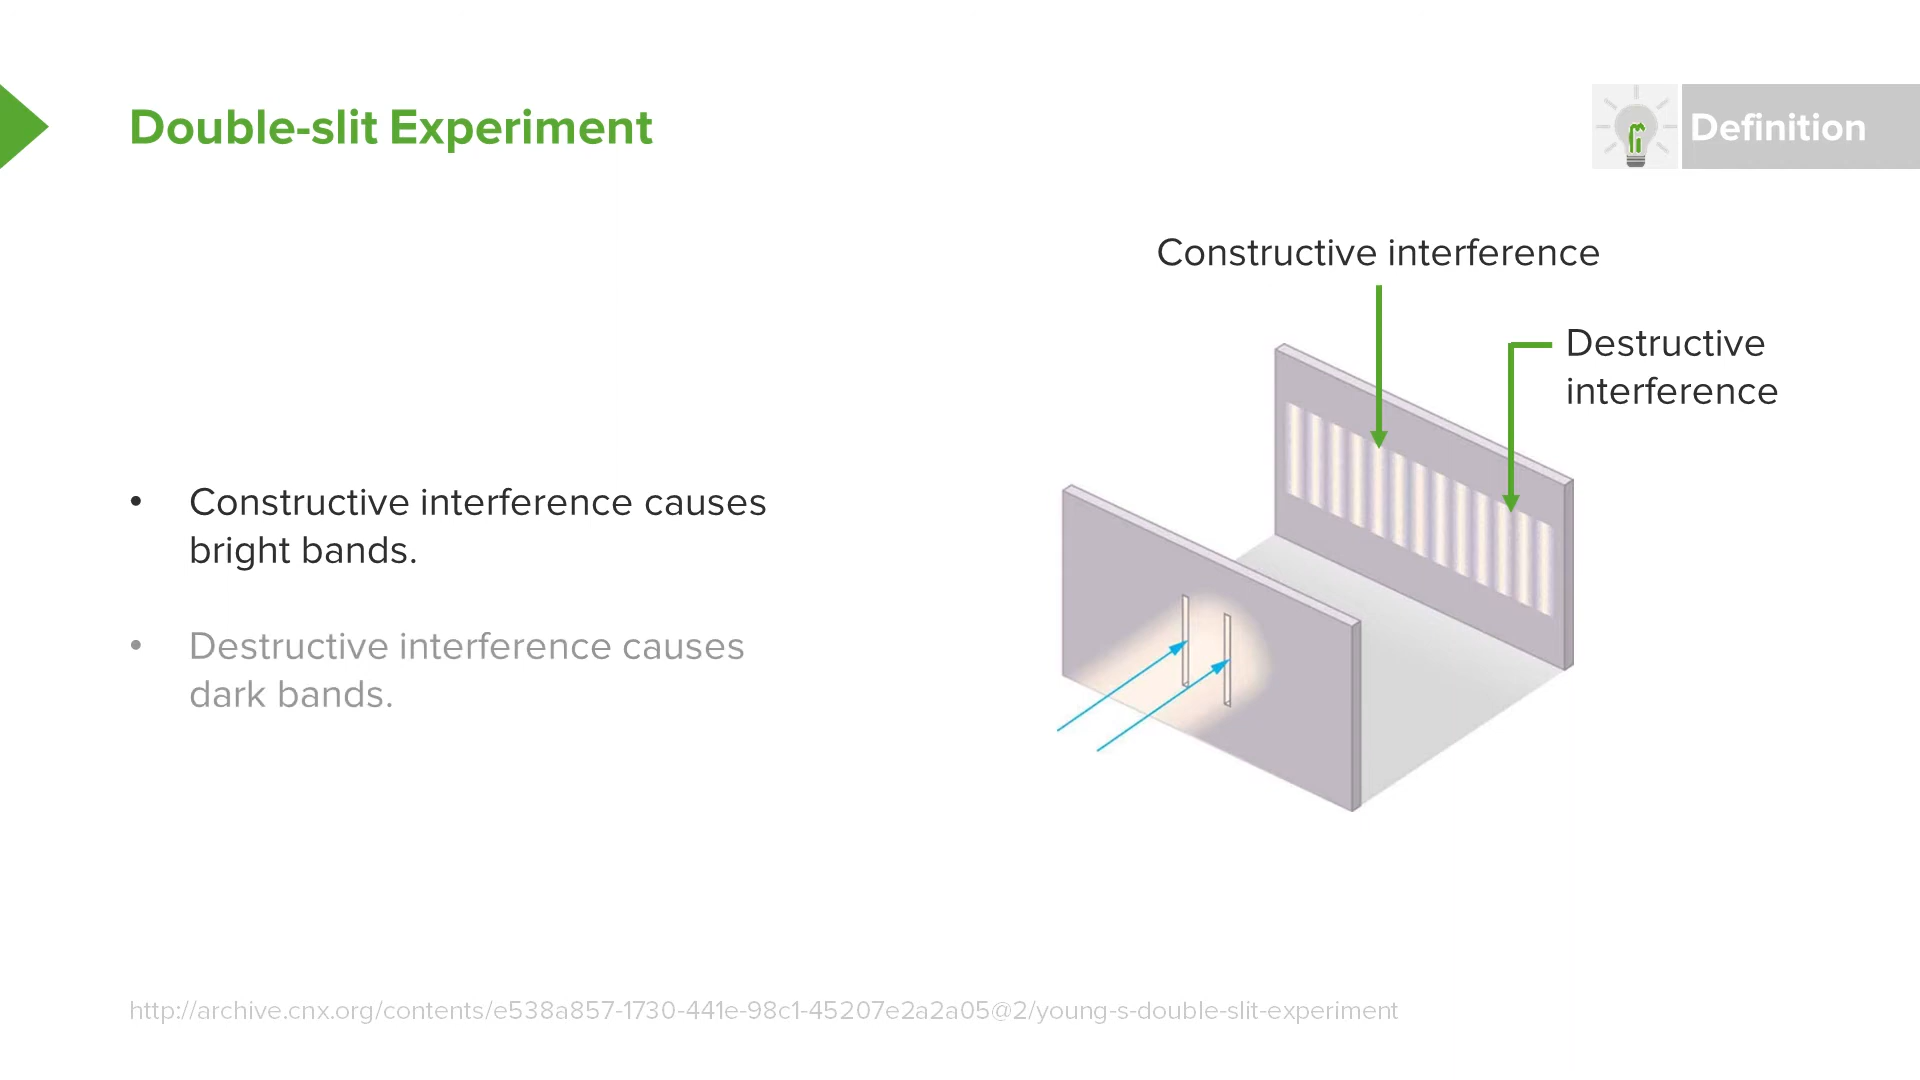 Double-slit Experiment
Definition
Constructive interference
Destructive
interference
• Constructive interference causes
bright bands.
• Destructive interference causes
dark bands.
http://archive.cnx.org/contents/e538a857-1730-441e-98c1-45207e2a2a05@2/young-s-double-slit-experiment